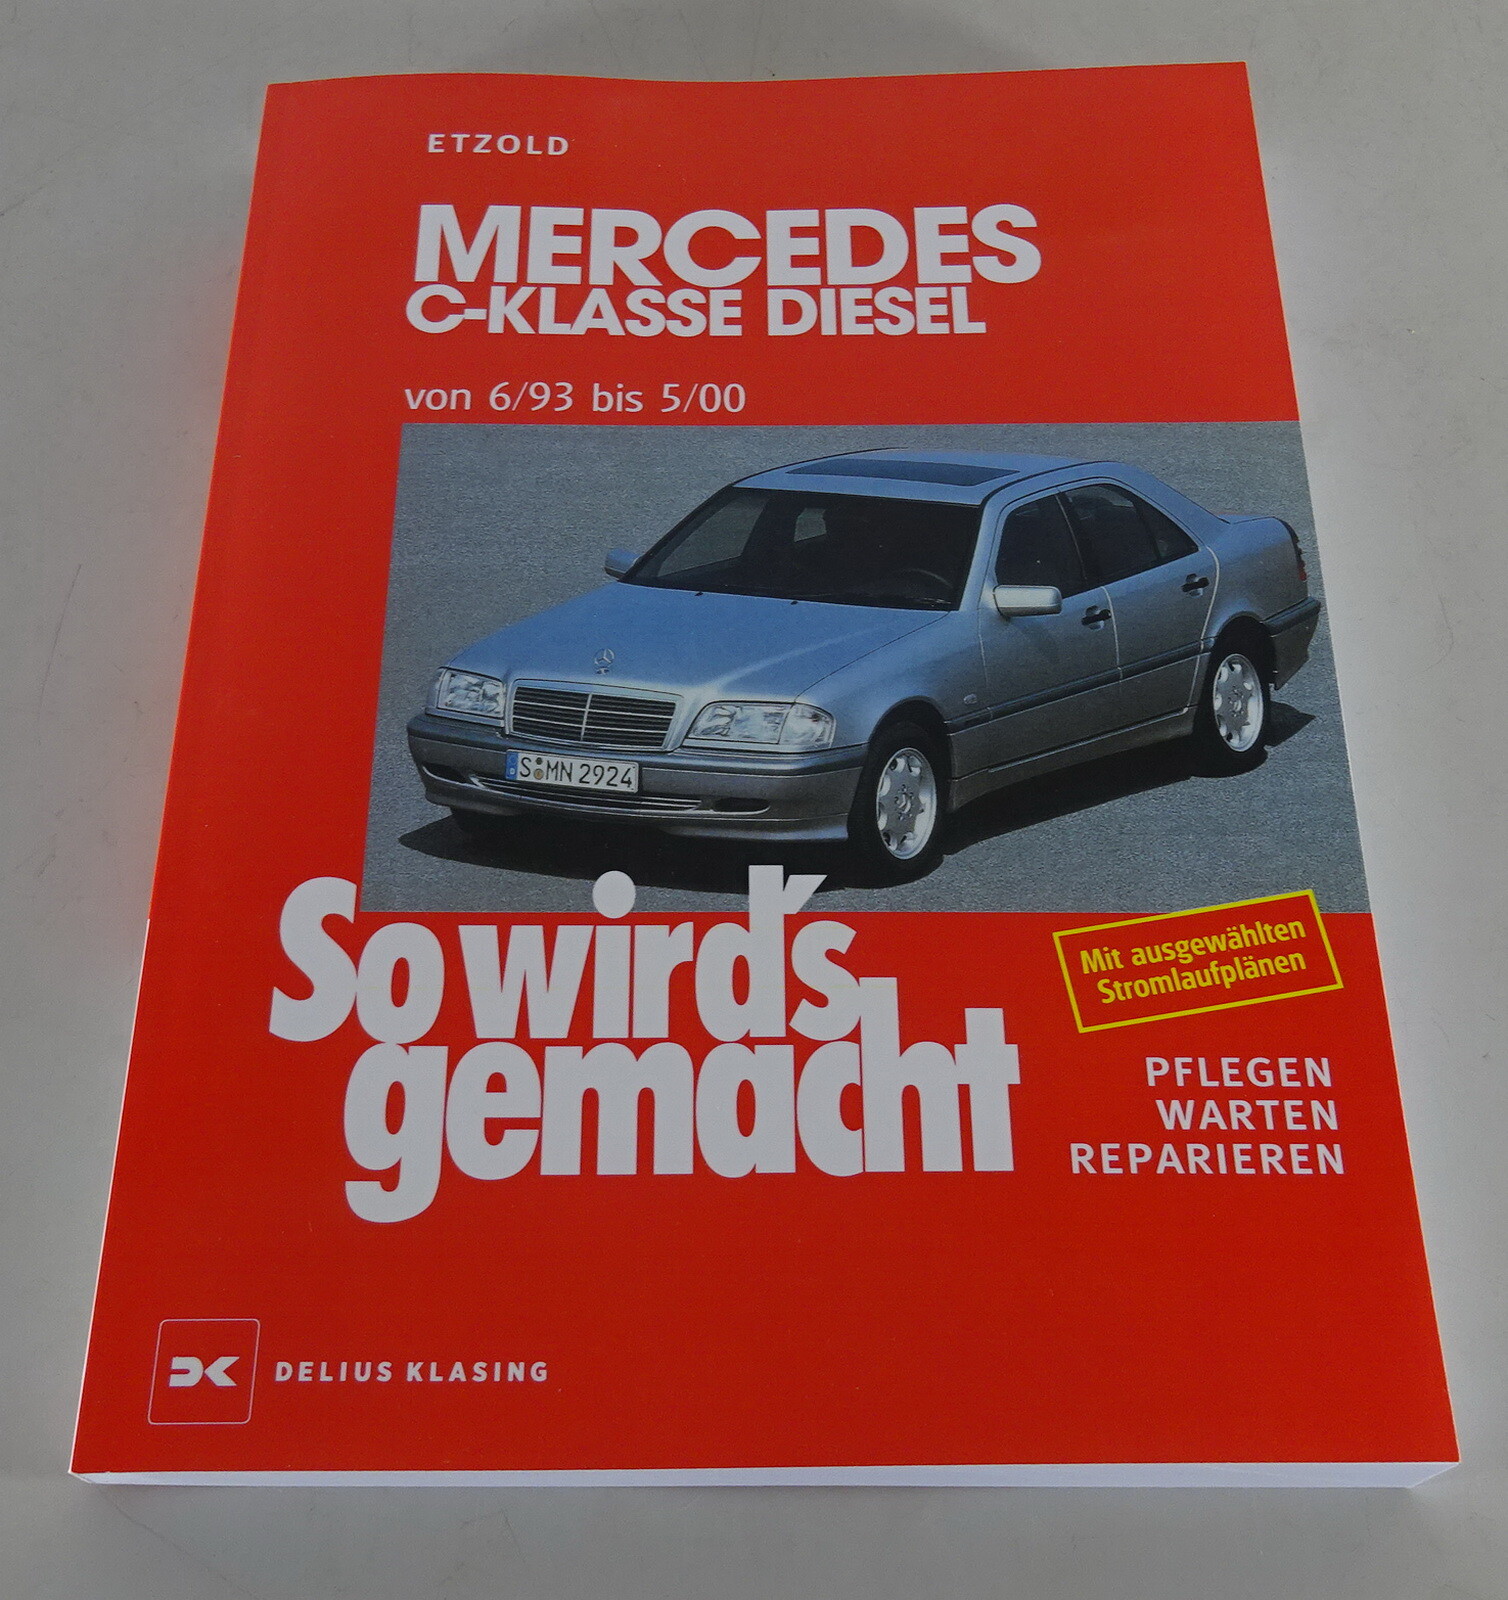 ETZOLD
MERCEDES
C-KLASSE DIESEL
von 6/93 bis 5/00
S MN 2924
So wird's
gemacht
Mit ausgewählten
Stromlaufplänen
PFLEGEN
WARTEN
REPARIEREN
DK
DELIUS KLASING